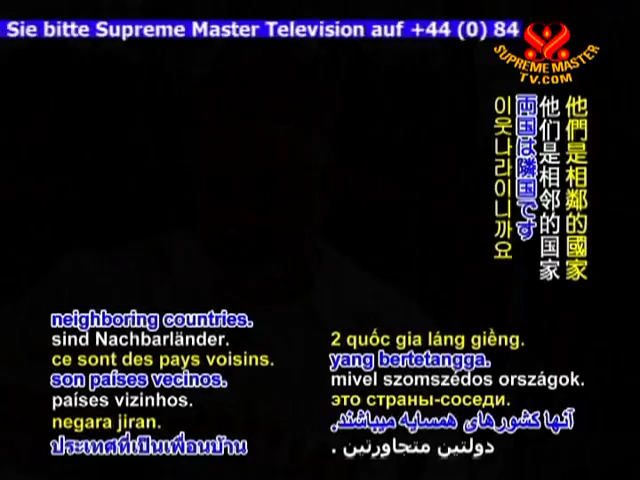 Sie bitte Supreme Master Television auf +44 (0) 84
SUPREME MASTER
TV.COM
他們是相鄰的國家
他们是相邻的国家
両国は隣国です
이웃나라이니까요
neighboring countries.
sind Nachbarländer.
ce sont des pays voisins.
son países vecinos.
países vizinhos.
negara jiran.
ประเทศที่เป็นเพื่อนบ้าน
2 quốc gia láng giềng.
yang bertetangga.
mivel szomszédos országok.
это страны-соседи.
آنها کشورهای همسایه میباشند.
دولتين متجاورتين .